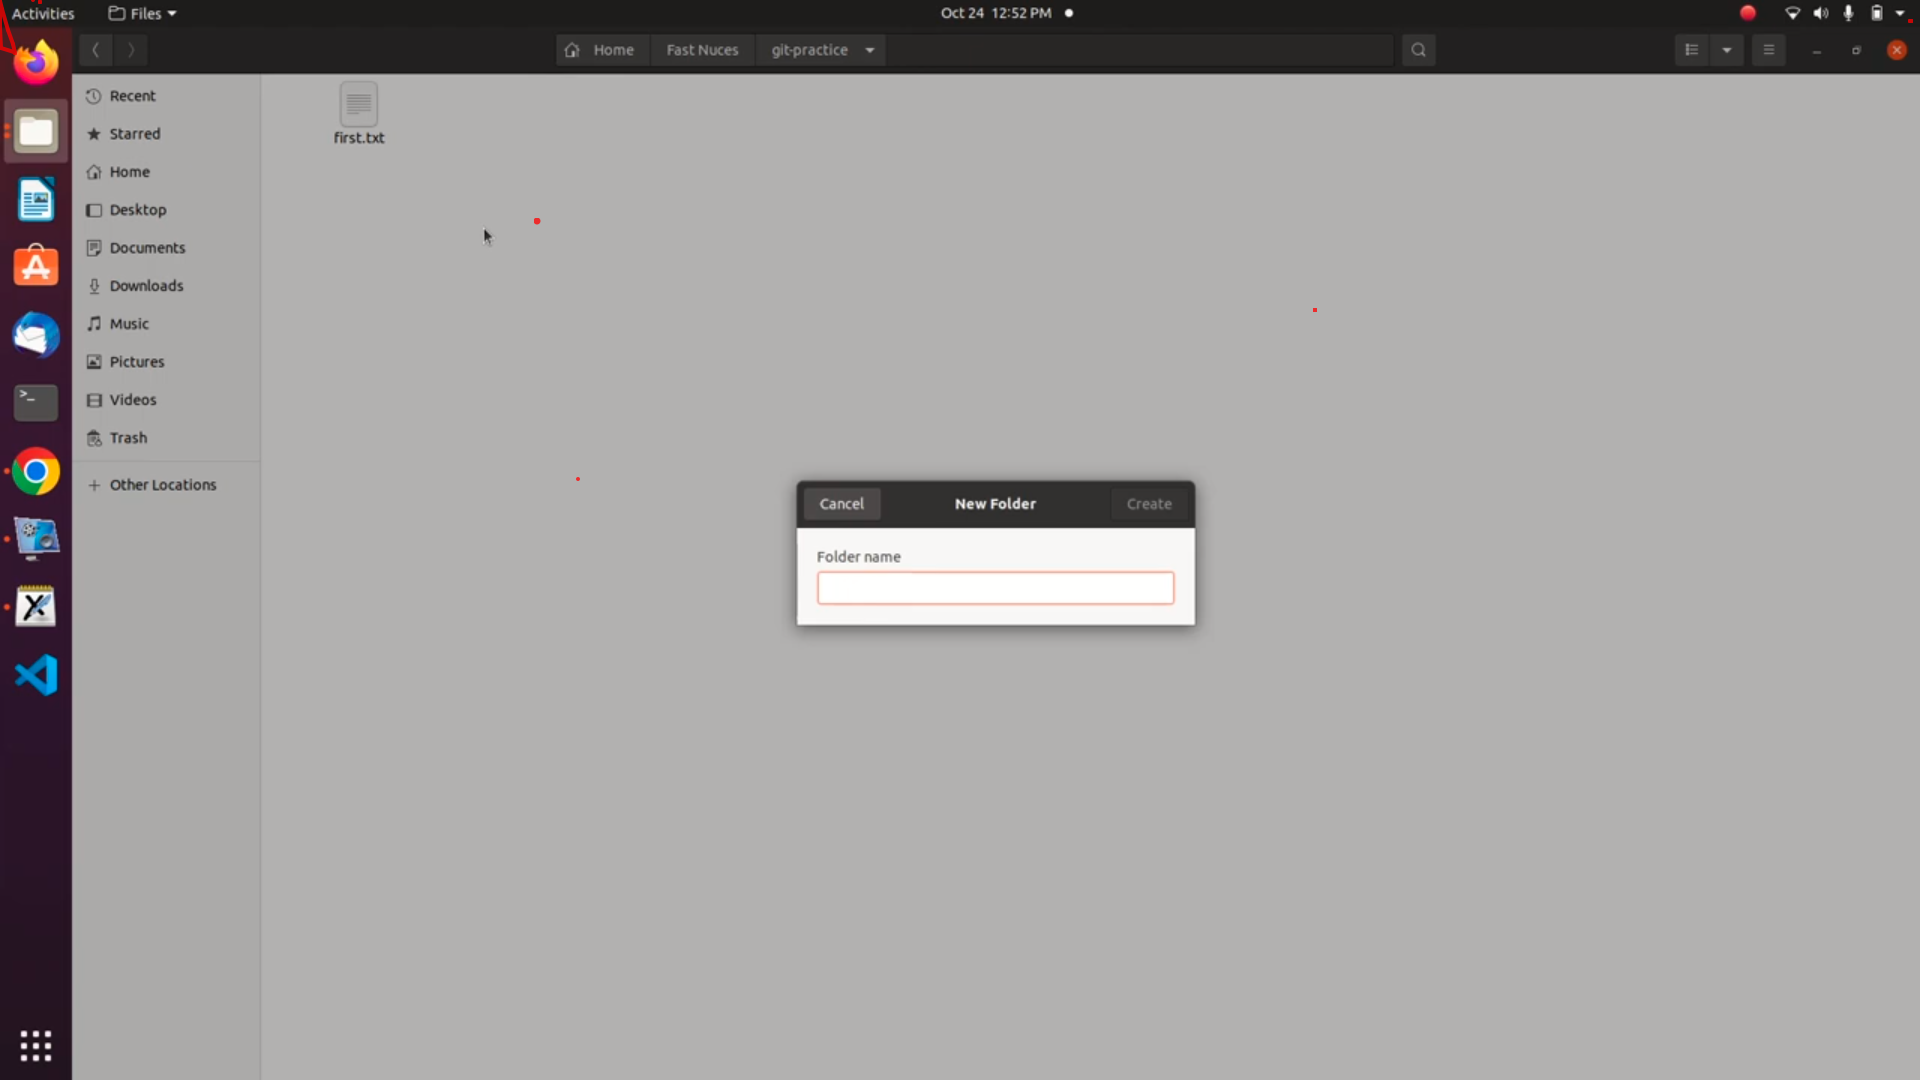 Activities
Files
Oct 24 12:52 PM
Home
Fast Nuces
git-practice
Recent
Starred
Home
Desktop
Documents
Downloads
Music
Pictures
Videos
Trash
Other Locations
first.txt
Cancel
New Folder
Create
Folder name